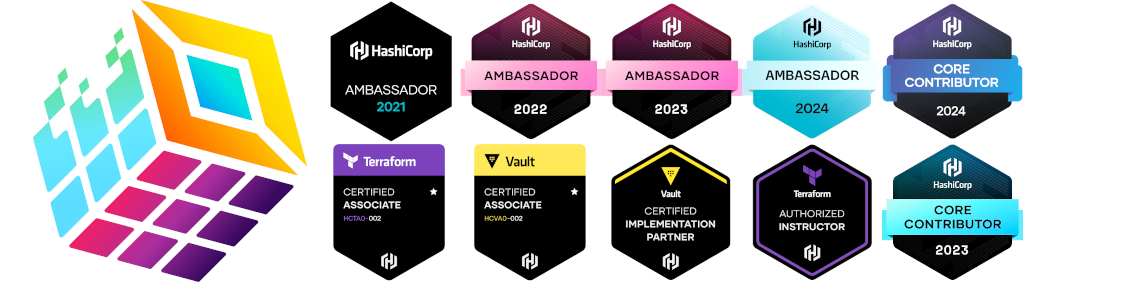 HashiCorp
AMBASSADOR
2021
HashiCorp
AMBASSADOR
2022
HashiCorp
AMBASSADOR
2023
HashiCorp
AMBASSADOR
2024
HashiCorp
CORE
CONTRIBUTOR
2024
Terraform
CERTIFIED
ASSOCIATE
HCTA0-002
Vault
CERTIFIED
ASSOCIATE
HCVA0-002
Vault
CERTIFIED
IMPLEMENTATION
PARTNER
Terraform
AUTHORIZED
INSTRUCTOR
HashiCorp
CORE
CONTRIBUTOR
2023